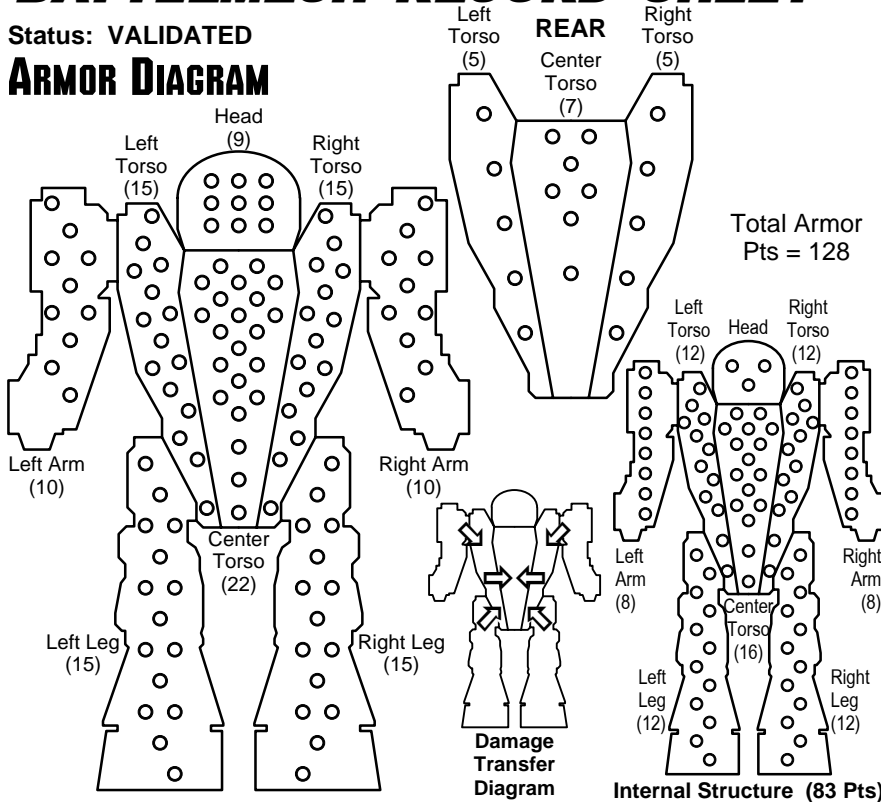 BATTLEMECH RECORD SHEET
Status: VALIDATED
ARMOR DIAGRAM
Head
(9)
Left
Torso
(15)
Right
Torso
(15)
Left Arm
(10)
Right Arm
(10)
Center
Torso
(22)
Left Leg
(15)
Right Leg
(15)
REAR
Left
Torso
(5)
Center
Torso
(7)
Right
Torso
(5)
Total Armor
Pts = 128
Damage
Transfer
Diagram
Left
Torso
(12)
Head
Right
Torso
(12)
Left
Arm
(8)
Right
Arm
(8)
Center
Torso
(16)
Left
Leg
(12)
Right
Leg
(12)
Internal Structure (83 Pts)